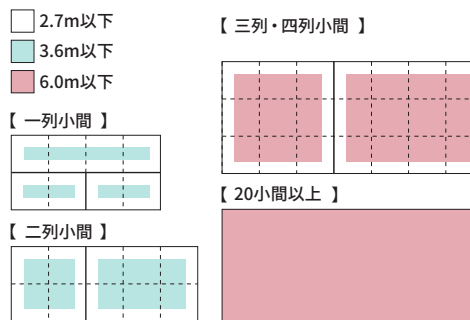 2.7m以下
3.6m以下
6.0m以下
【 一列小間 】
【 二列小間 】
【 三列・四列小間 】
【 20小間以上 】